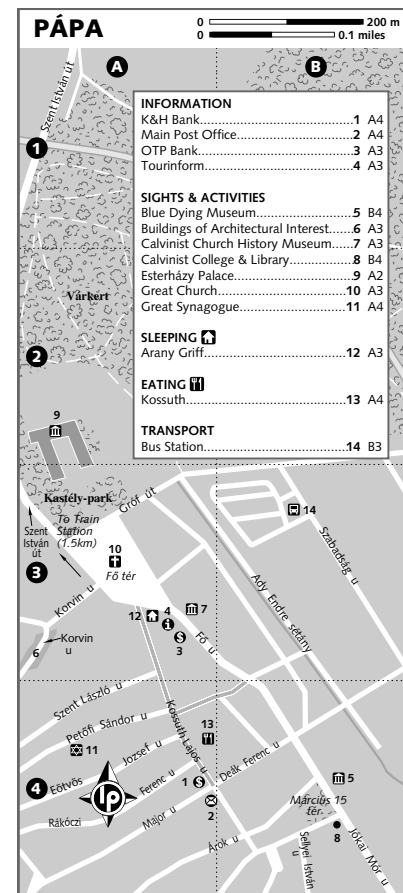 PÁPA
0 200 m
0 0.1 miles
A
B
Szent István út
1
INFORMATION
K&H Bank 1 A4
Main Post Office 2 A4
OTP Bank 3 A3
Tourinform 4 A3
SIGHTS & ACTIVITIES
Blue Dying Museum 5 B4
Buildings of Architectural Interest 6 A3
Calvinist Church History Museum 7 A3
Calvinist College & Library 8 B4
Esterházy Palace 9 A2
Great Church 10 A3
Great Synagogue 11 A4
SLEEPING
Arany Griff 12 A3
EATING
Kossuth 13 A4
TRANSPORT
Bus Station 14 B3
Várkert
2
9
Kastély-park
Gróf út
To Train
Station
(1.5km)
Szent
István
út
14
Szabadság u
10
Fő tér
3
Ady Endre sétány
Korvin u
12
4
7
3
Fő u
Korvin
u
6
Szent László u
Petőfi Sándor u
Kossuth Lajos u
13
11
Eötvös József u
Deák Ferenc u
4
lp
Rákóczi Ferenc u
1
5
Március 15
tér
Major u
2
8
Árok u
Sellyei István
u
Jókai Mór u